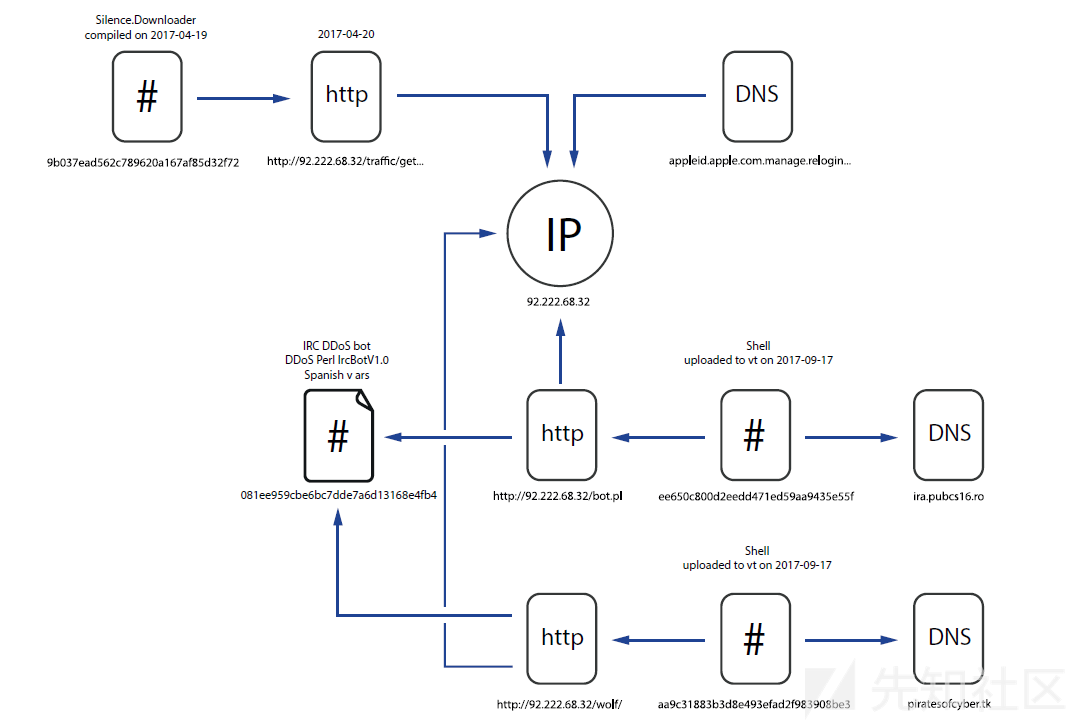 Silence.Downloader
compiled on 2017-04-19
#
9b037ead562c789620a167af85d32f72
2017-04-20
http
http://92.222.68.32/traffic/get...
DNS
appleid.apple.com.manage.relogin...
IP
92.222.68.32
IRC DDoS bot
DDoS Perl IrcBotV1.0
Spanish v ars
#
081ee959cbe6bc7dde7a6d13168e4fb4
http
http://92.222.68.32/bot.pl
Shell
uploaded to vt on 2017-09-17
#
ee650c800d2eedd471ed59aa9435e55f
DNS
ira.pubcs16.ro
http
http://92.222.68.32/wolf/
Shell
uploaded to vt on 2017-09-17
#
aa9c31883b3d8e493efad2f983908be3
DNS
piratesofcyber.tk
先知社区